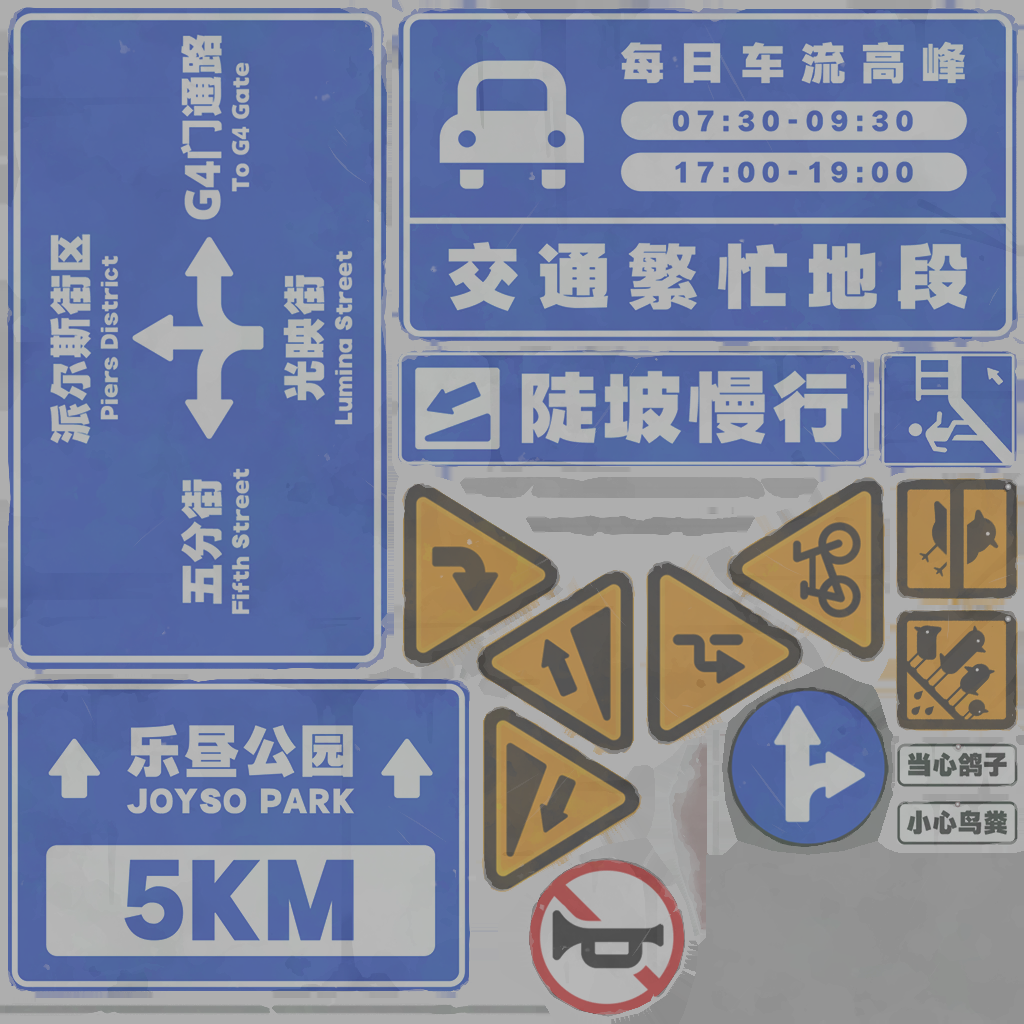 G4门通路
To G4 Gate
派尔斯街区
Piers District
光映街
Lumina Street
五分街
Fifth Street
每日车流高峰
07:30-09:30
17:00-19:00
交通繁忙地段
陡坡慢行
乐昼公园
JOYSO PARK
5KM
当心鸽子
小心鸟粪